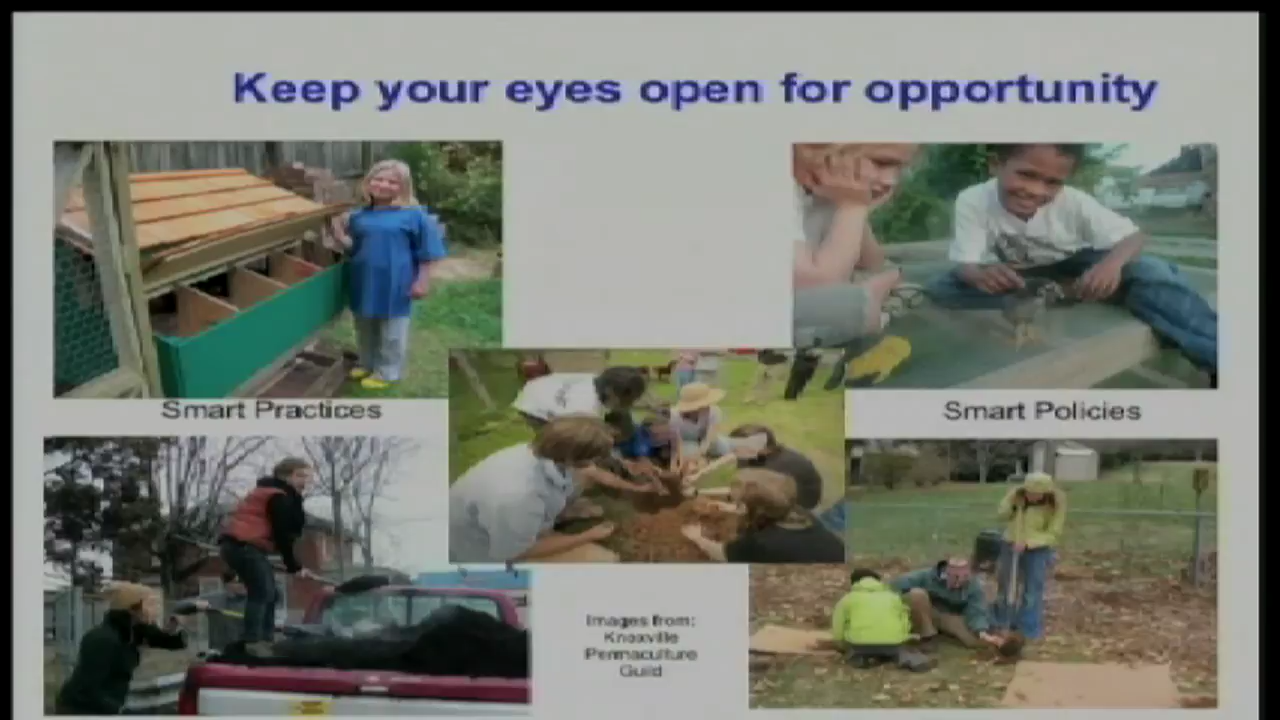 Keep your eyes open for opportunity
Smart Practices
Smart Policies
Images from:
Knoxville
Permaculture
Guild